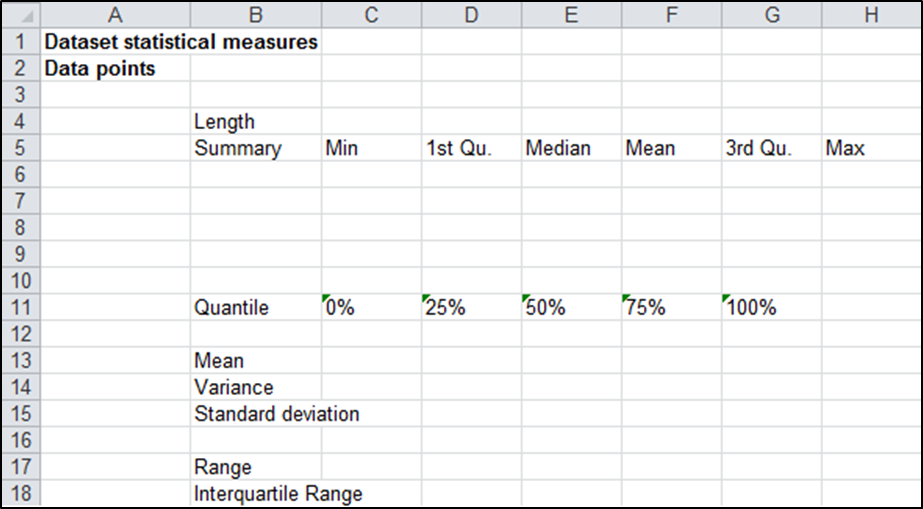 A B C D E F G H
1 Dataset statistical measures
2 Data points
3
4 Length
5 Summary Min 1st Qu. Median Mean 3rd Qu. Max
6
7
8
9
10
11 Quantile 0% 25% 50% 75% 100%
12
13 Mean
14 Variance
15 Standard deviation
16
17 Range
18 Interquartile Range